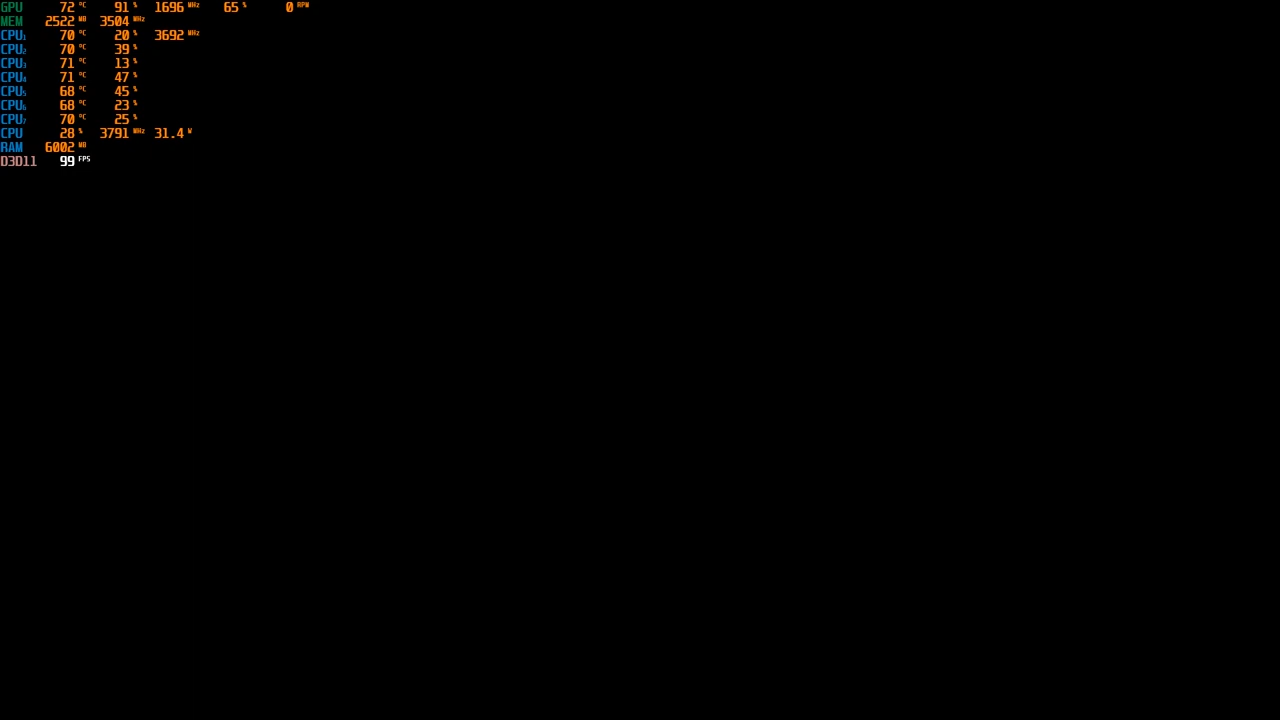 GPU 72 °C 91 % 1696 MHz 65 % 0 RPM
MEM 2522 MB 3504 MHz
CPU1 70 °C 20 % 3692 MHz
CPU2 70 °C 39 %
CPU3 71 °C 13 %
CPU4 71 °C 47 %
CPU5 68 °C 45 %
CPU6 68 °C 23 %
CPU7 70 °C 25 %
CPU 28 % 3791 MHz 31.4 W
RAM 6002 MB
D3D11 99 FPS